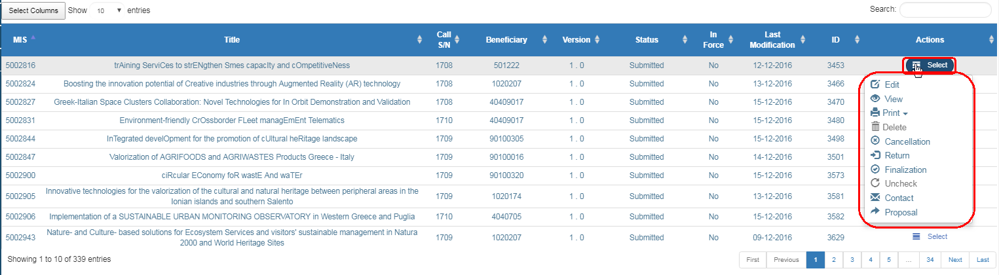 Select Columns Show 10 entries Search:
MIS Title Call S/N Beneficiary Version Status In Force Last Modification ID Actions
5002816 trAining ServiCes to strENgthen Smes capacIty and cOmpetitiveNess 1708 501222 1 . 0 Submitted No 12-12-2016 3453 Select
5002824 Boosting the innovation potential of Creative industries through Augmented Reality (AR) technology 1708 1020207 1 . 0 Submitted No 13-12-2016 3466
5002827 Greek-Italian Space Clusters Collaboration: Novel Technologies for In Orbit Demonstration and Validation 1708 40409017 1 . 0 Submitted No 15-12-2016 3470
5002831 Environment-friendly CrOssborder FLeet managEmEnt Telematics 1710 40409017 1 . 0 Submitted No 15-12-2016 3480
5002844 InTegrated develOpment for the promotion of cUltural heRitage landscape 1709 90100305 1 . 0 Submitted No 15-12-2016 3498
5002847 Valorization of AGRIFOODS and AGRIWASTES Products Greece - Italy 1709 90100016 1 . 0 Submitted No 14-12-2016 3501
5002900 ciRcular EConomy foR wastE And waTEr 1709 90100320 1 . 0 Submitted No 15-12-2016 3573
5002905 Innovative technologies for the valorization of the cultural and natural heritage between peripheral areas in the
Ionian islands and southern Salento 1709 1020174 1 . 0 Submitted No 13-12-2016 3581
5002906 Implementation of a SUSTAINABLE URBAN MONITORING OBSERVATORY in Western Greece and Puglia 1710 4040705 1 . 0 Submitted No 15-12-2016 3582
5002943 Nature- and Culture- based solutions for Ecosystem Services and visitors' sustainable management in Natura
2000 and World Heritage Sites 1709 1020207 1 . 0 Submitted No 09-12-2016 3629 Select
Edit
View
Print
Delete
Cancellation
Return
Finalization
Uncheck
Contact
Proposal
Showing 1 to 10 of 339 entries First Previous 1 2 3 4 5 ... 34 Next Last